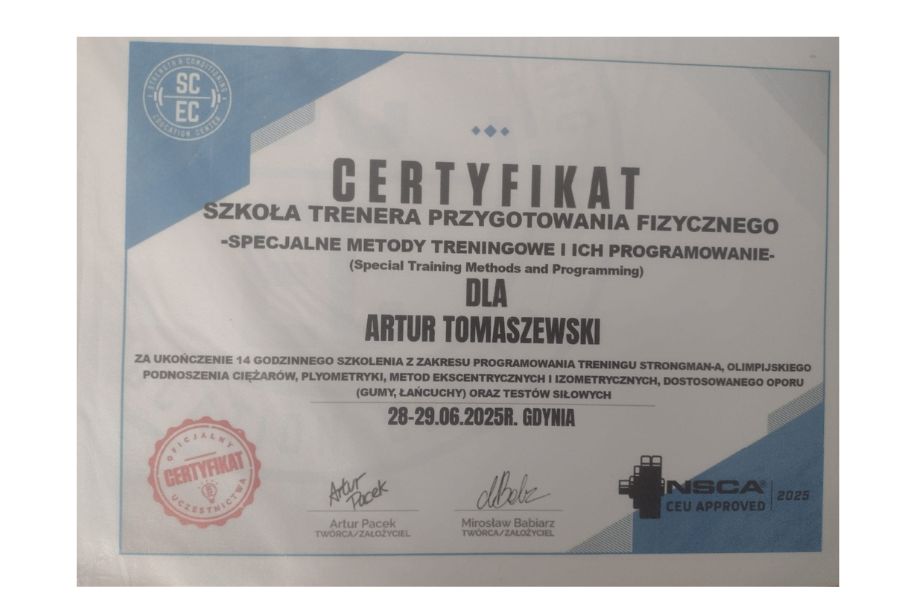 STRENGTH & CONDITIONING
SC
EC
EDUCATION CENTER
CERTYFIKAT
SZKOŁA TRENERA PRZYGOTOWANIA FIZYCZNEGO
-SPECJALNE METODY TRENINGOWE I ICH PROGRAMOWANIE-
(Special Training Methods and Programming)
DLA
ARTUR TOMASZEWSKI
ZA UKOŃCZENIE 14 GODZINNEGO SZKOLENIA Z ZAKRESU PROGRAMOWANIA TRENINGU STRONGMAN-A, OLIMPIJSKIEGO
PODNOSZENIA CIĘŻARÓW, PLYOMETRYKI, METOD EKSCENTRYCZNYCH I IZOMETRYCZNYCH, DOSTOSOWANEGO OPORU
(GUMY, ŁAŃCUCHY) ORAZ TESTÓW SIŁOWYCH
28-29.06.2025R. GDYNIA
OFICJALNY
CERTYFIKAT
UCZESTNICTWA
Artur
Pacek
Artur Pacek
TWÓRCA/ZAŁOŻYCIEL
Mirosław Babiarz
TWÓRCA/ZAŁOŻYCIEL
NSCA®
CEU APPROVED
2025